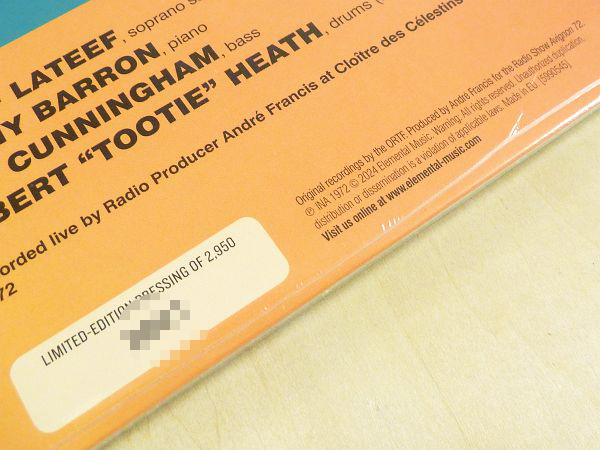 LATEEF, soprano
BARRON, piano
CUNNINGHAM, bass
“TOOTIE” HEATH, drums
live by Radio Producer André Francis at Cloître des Célestins
72
Original recordings by the ORTF. Produced by André Francis for the Radio Show Avignon 72.
℗ INA 1972 © 2024 Elemental Music. Warning. All rights reserved. Unauthorized duplication,
distribution or dissemination is a violation of applicable laws. Made in EU. [5990545].
Visit us online at www.elemental-music.com
LIMITED-EDITION PRESSING OF 2,950